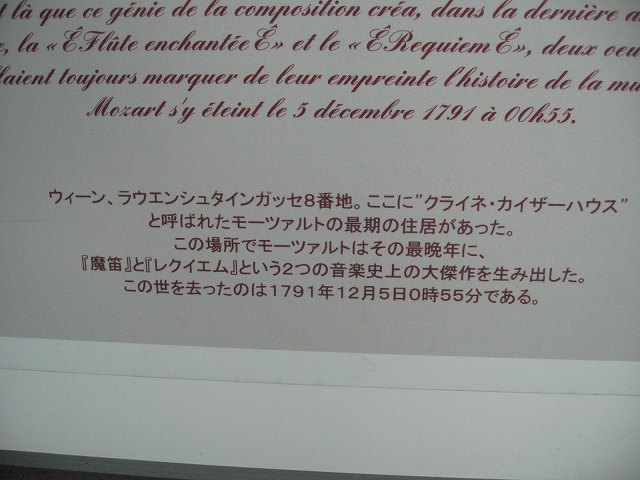 là que ce génie de la composition créa, dans la dernière
la «ÊFlûte enchantéeÊ» et le «ÊRequiemÊ», deux
toujours marquer de leur empreinte l'histoire de la
Mozart s'y éteint le 5 décembre 1791 à 00h55.
ウィーン、ラウエンシュタインガッセ8番地。ここに"クライネ・カイザーハウス"
と呼ばれたモーツァルトの最期の住居があった。
この場所でモーツァルトはその最晩年に、
『魔笛』と『レクイエム』という2つの音楽史上の大傑作を生み出した。
この世を去ったのは1791年12月5日0時55分である。